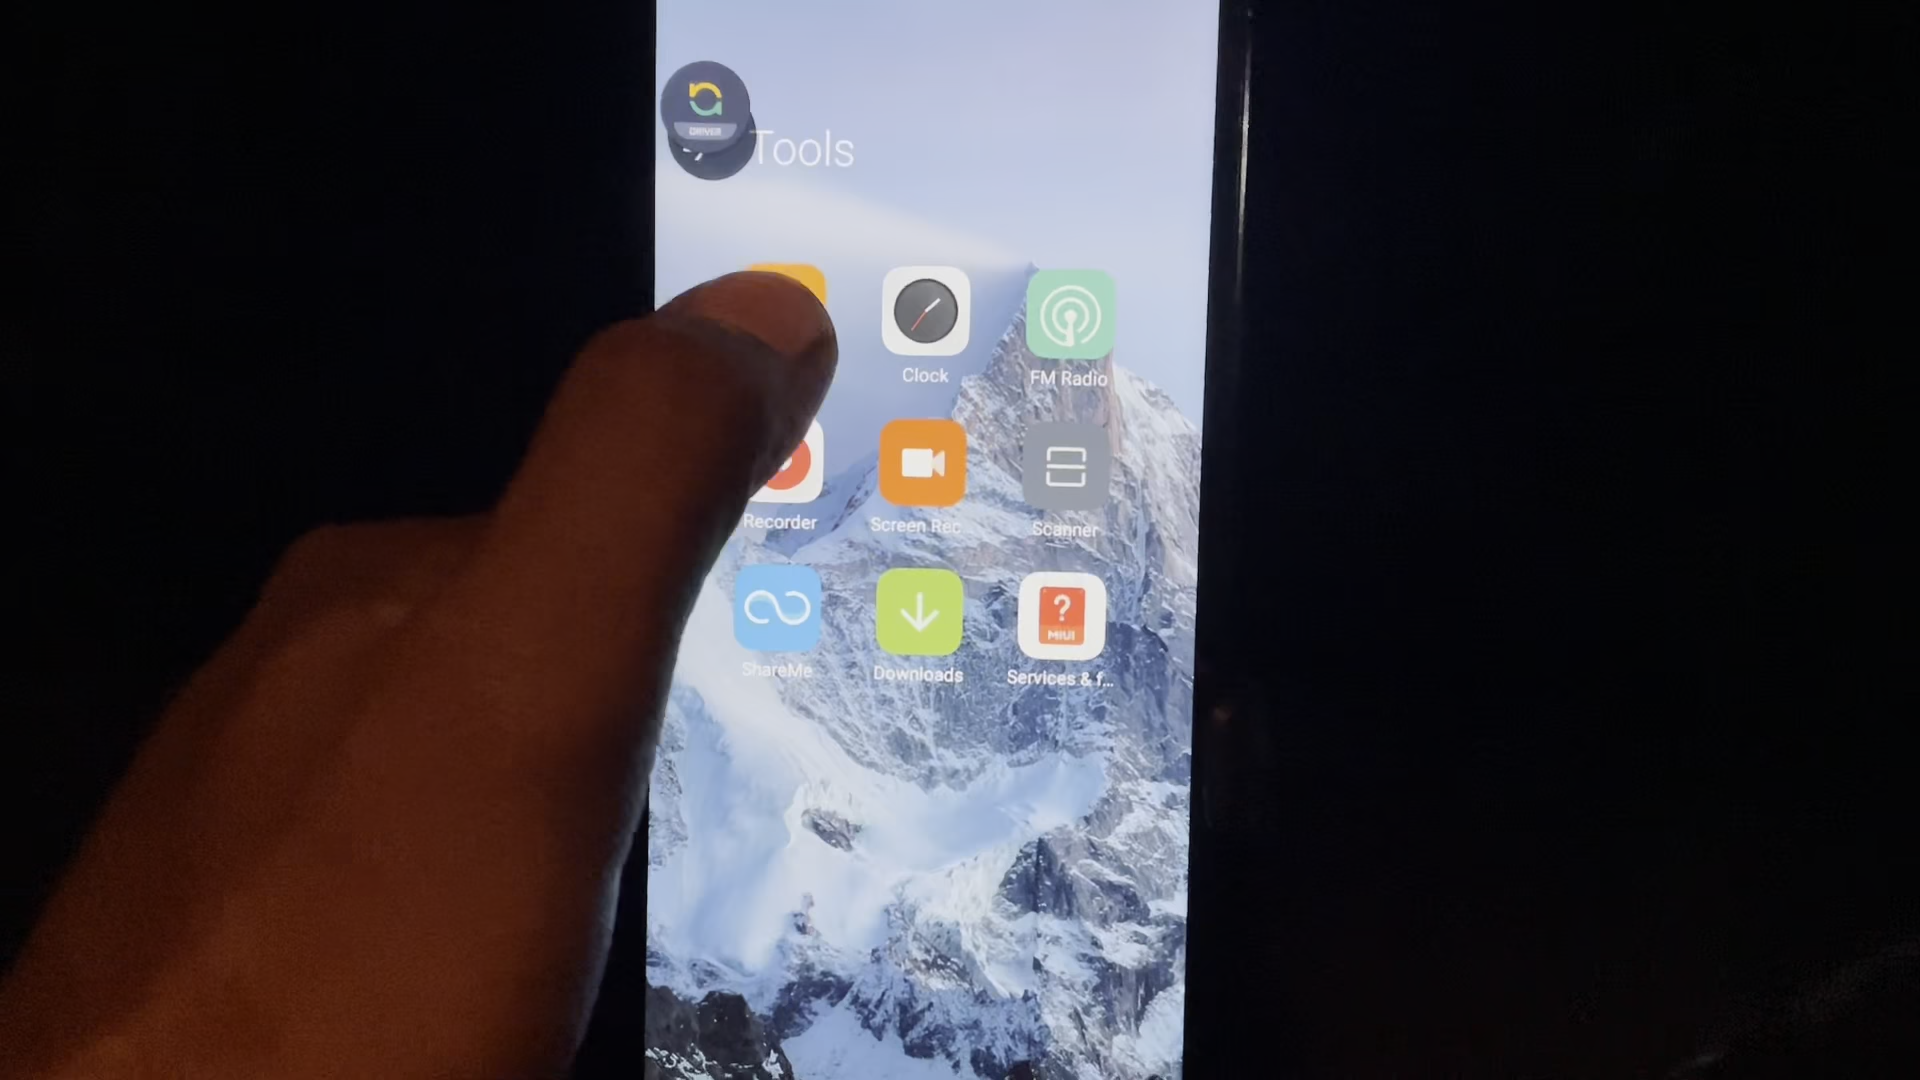 DRIVER
Tools
Clock
FM Radio
Recorder
Screen Rec...
Scanner
ShareMe
Downloads
?
MIUI
Services & f...